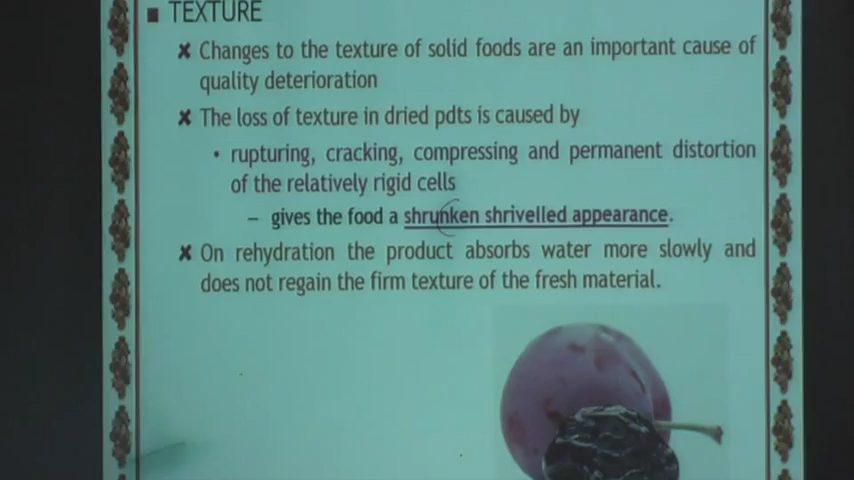 TEXTURE
Changes to the texture of solid foods are an important cause of
quality deterioration
The loss of texture in dried pdts is caused by
• rupturing, cracking, compressing and permanent distortion
of the relatively rigid cells
– gives the food a shrunken shrivelled appearance.
On rehydration the product absorbs water more slowly and
does not regain the firm texture of the fresh material.